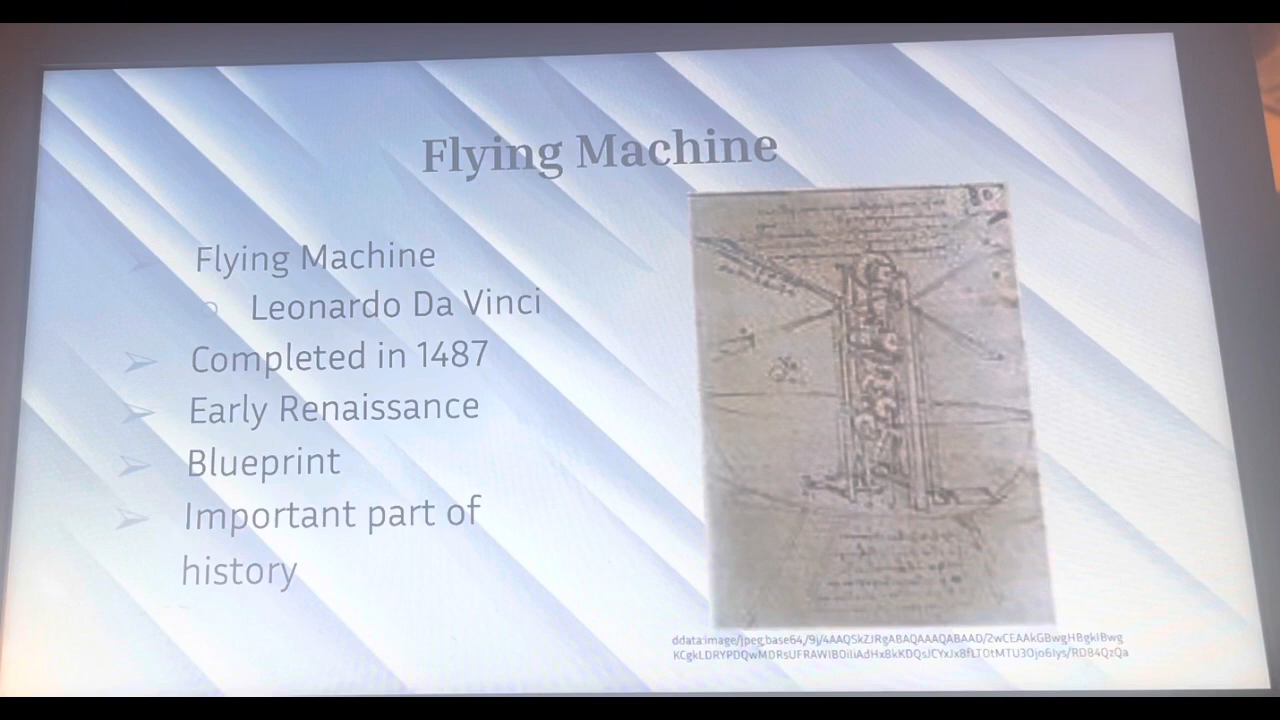 Flying Machine
Flying Machine
Leonardo Da Vinci
Completed in 1487
Early Renaissance
Blueprint
Important part of
history
ddata:image/jpeg;base64,/9j/4AAQSkZJRgABAQAAAQABAAD/2wCEAAkGBwgHBgkIBwg
KCgkLDRYPDQwMDRsUFRAWIB0iIiAdHx8kKDQsJCYxJx8fLT0tMTU3Ojo6Iys/RD84QzQa